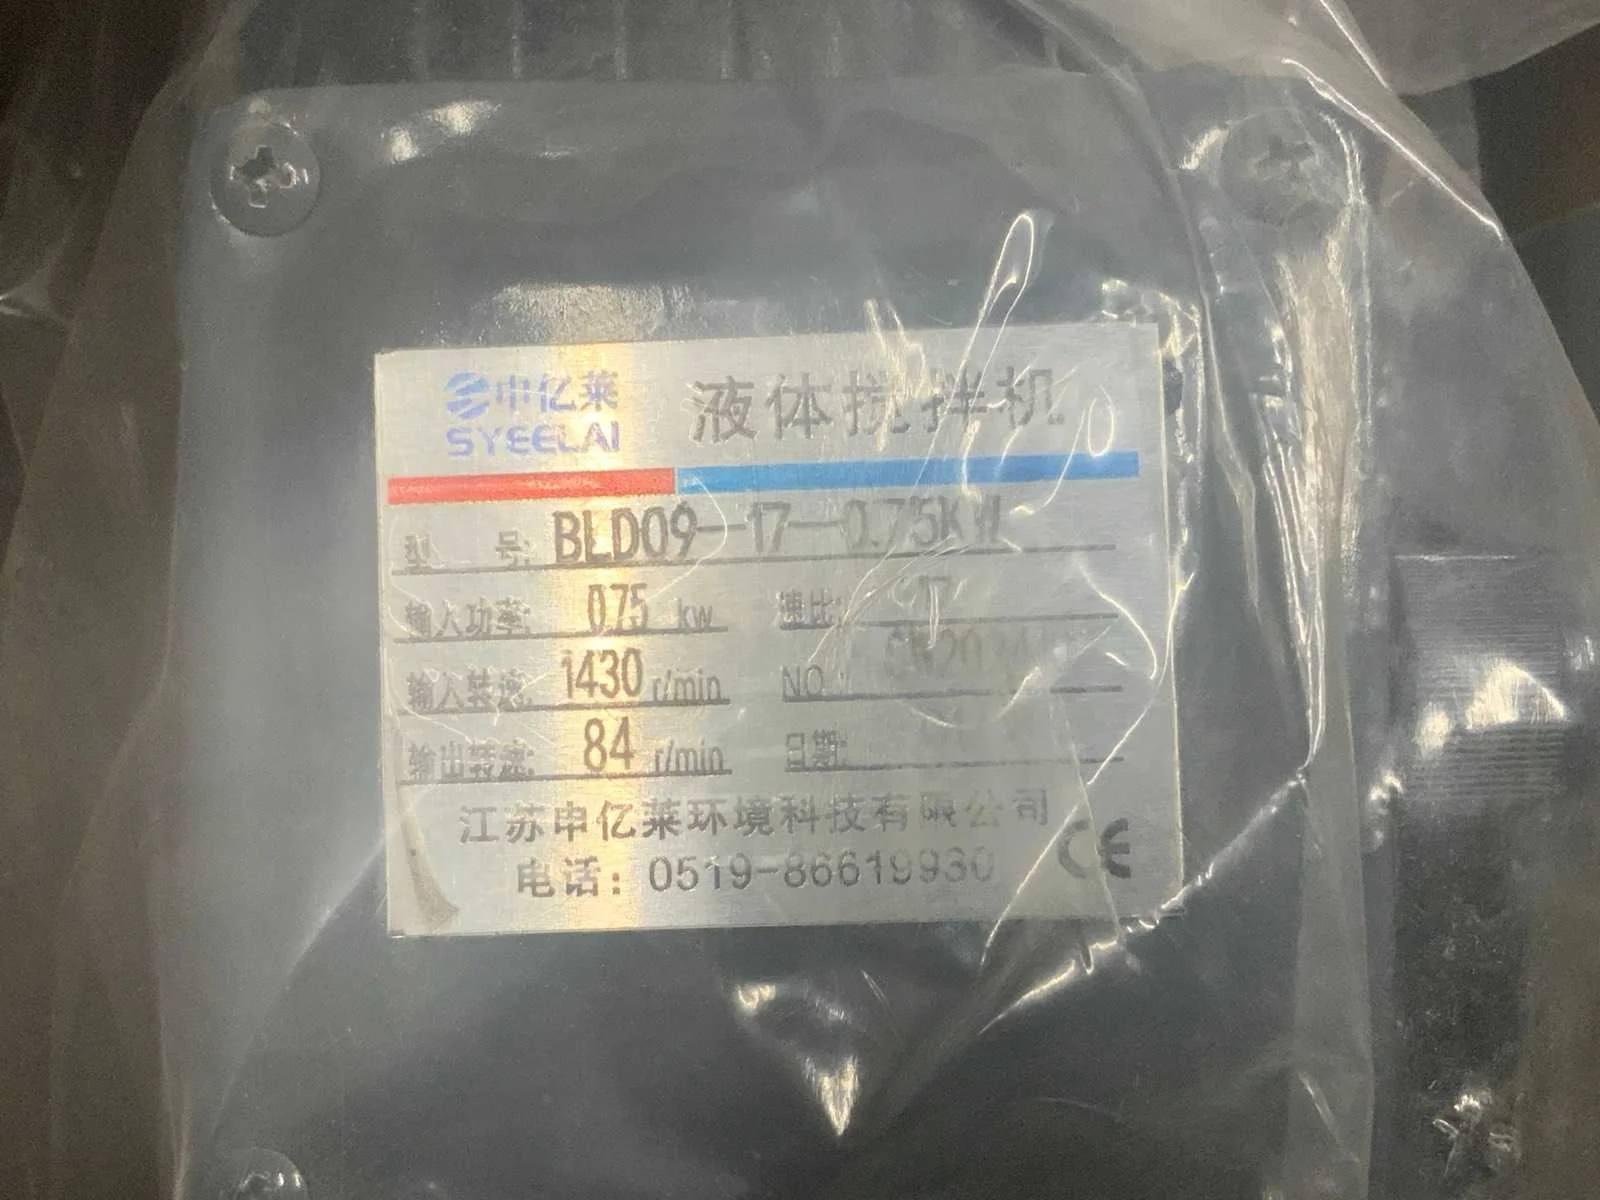 申亿莱 液体搅拌机
SYEELAI
型 号: BLD09-17-0.75KW
输入功率: 0.75 kw 速比: 17
输入转速: 1430 r/min NO.:
输出转速: 84 r/min 日期:
江苏申亿莱环境科技有限公司
电话: 0519-86619930 CE